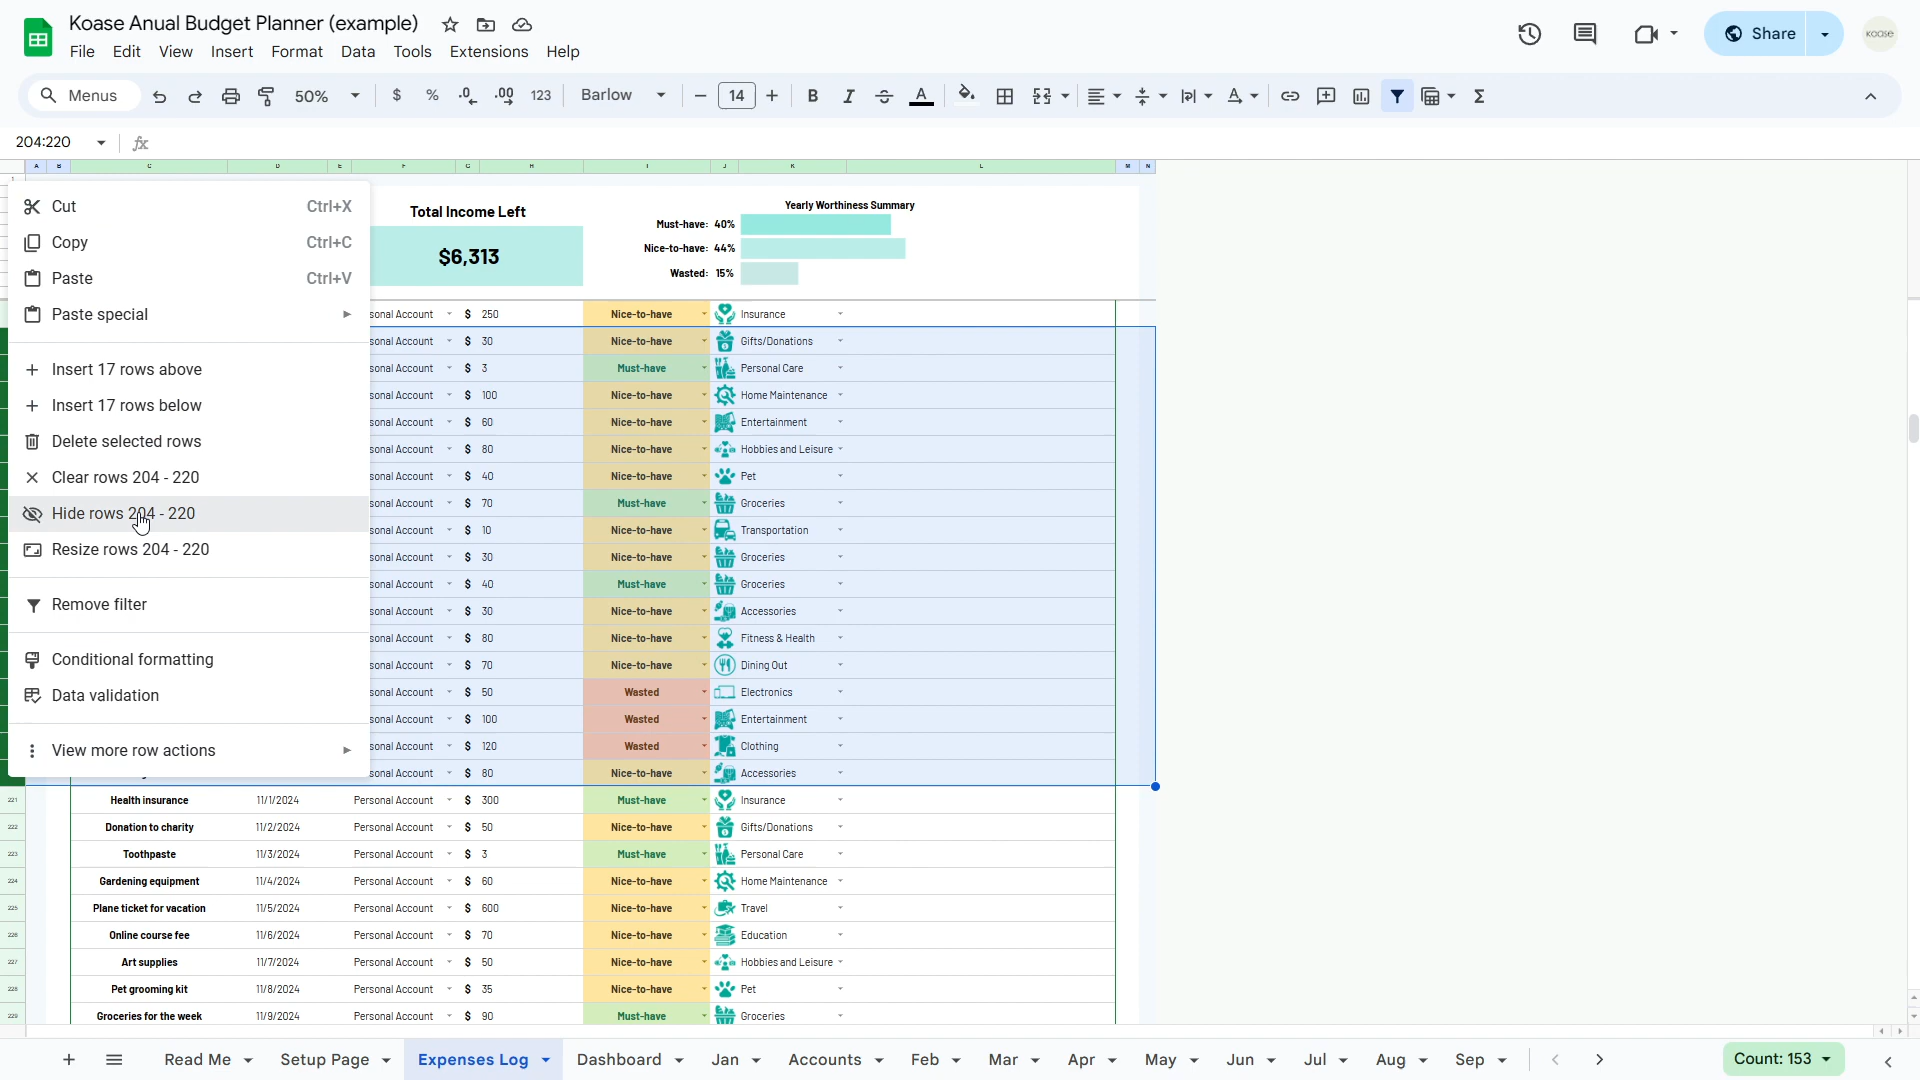 Koase Anual Budget Planner (example)
File Edit View Insert Format Data Tools Extensions Help
Share
KOASE
Menus 50% $ % .0 .00 123 Barlow 14 B I A
204:220 fx
A B C D E F G H I J K L M N
1
Total Income Left
$6,313
Yearly Worthiness Summary
Must-have: 40%
Nice-to-have: 44%
Wasted: 15%
Cut Ctrl+X
Copy Ctrl+C
Paste Ctrl+V
Paste special
Insert 17 rows above
Insert 17 rows below
Delete selected rows
Clear rows 204 - 220
Hide rows 204 - 220
Resize rows 204 - 220
Remove filter
Conditional formatting
Data validation
View more row actions
sonal Account $ 250 Nice-to-have Insurance
sonal Account $ 30 Nice-to-have Gifts/Donations
sonal Account $ 3 Must-have Personal Care
sonal Account $ 100 Nice-to-have Home Maintenance
sonal Account $ 60 Nice-to-have Entertainment
sonal Account $ 80 Nice-to-have Hobbies and Leisure
sonal Account $ 40 Nice-to-have Pet
sonal Account $ 70 Must-have Groceries
sonal Account $ 10 Nice-to-have Transportation
sonal Account $ 30 Nice-to-have Groceries
sonal Account $ 40 Must-have Groceries
sonal Account $ 30 Nice-to-have Accessories
sonal Account $ 80 Nice-to-have Fitness & Health
sonal Account $ 70 Nice-to-have Dining Out
sonal Account $ 50 Wasted Electronics
sonal Account $ 100 Wasted Entertainment
sonal Account $ 120 Wasted Clothing
sonal Account $ 80 Nice-to-have Accessories
221 Health insurance 11/1/2024 Personal Account $ 300 Must-have Insurance
222 Donation to charity 11/2/2024 Personal Account $ 50 Nice-to-have Gifts/Donations
223 Toothpaste 11/3/2024 Personal Account $ 3 Must-have Personal Care
224 Gardening equipment 11/4/2024 Personal Account $ 60 Nice-to-have Home Maintenance
225 Plane ticket for vacation 11/5/2024 Personal Account $ 600 Nice-to-have Travel
226 Online course fee 11/6/2024 Personal Account $ 70 Nice-to-have Education
227 Art supplies 11/7/2024 Personal Account $ 50 Nice-to-have Hobbies and Leisure
228 Pet grooming kit 11/8/2024 Personal Account $ 35 Nice-to-have Pet
229 Groceries for the week 11/9/2024 Personal Account $ 90 Must-have Groceries
Read Me Setup Page Expenses Log Dashboard Jan Accounts Feb Mar Apr May Jun Jul Aug Sep Count: 153